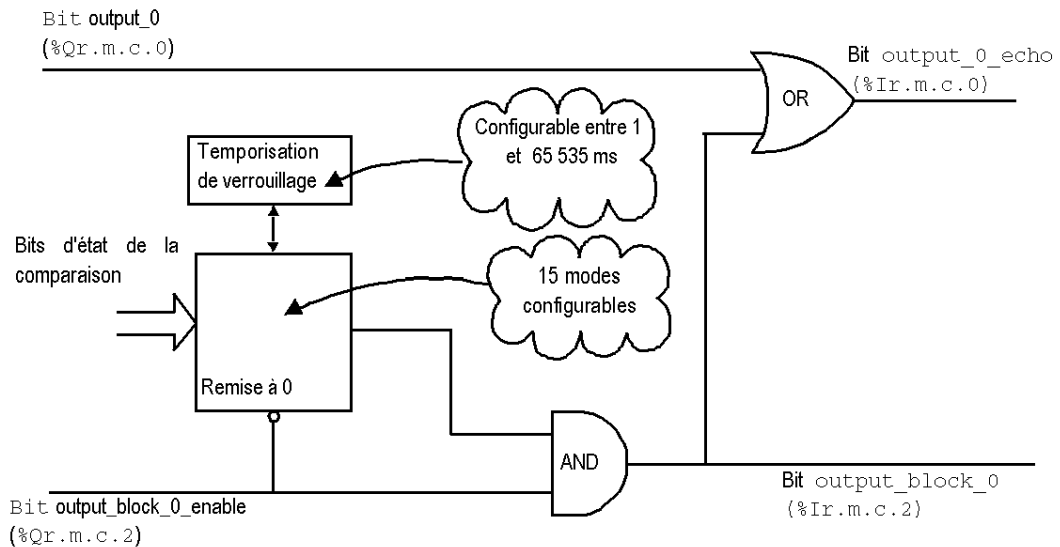 Bit output_0
(%Qr.m.c.0)
Bit output_0_echo
(%Ir.m.c.0)
OR
Configurable entre 1
et 65 535 ms
Temporisation
de verrouillage
Bits d'état de la
comparaison
15 modes
configurables
Remise à 0
AND
Bit output_block_0_enable
(%Qr.m.c.2)
Bit output_block_0
(%Ir.m.c.2)